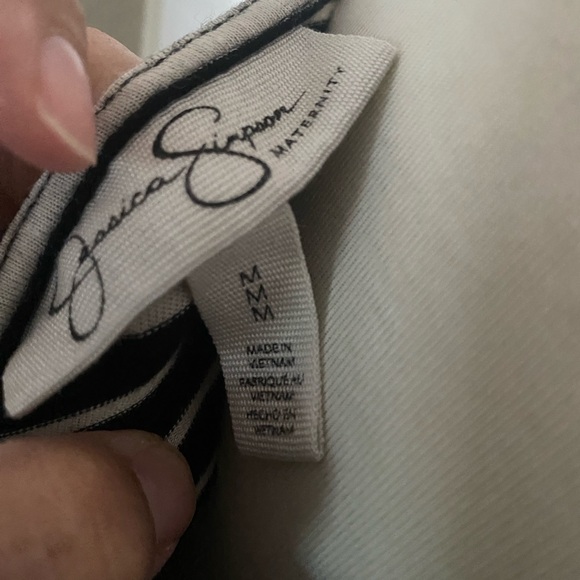 Jessica Simpson
MATERNITY
M
M
M
MADE IN
VIETNAM
FABRIQUÉ AU
VIETNAM
HECHO EN
VIETNAM